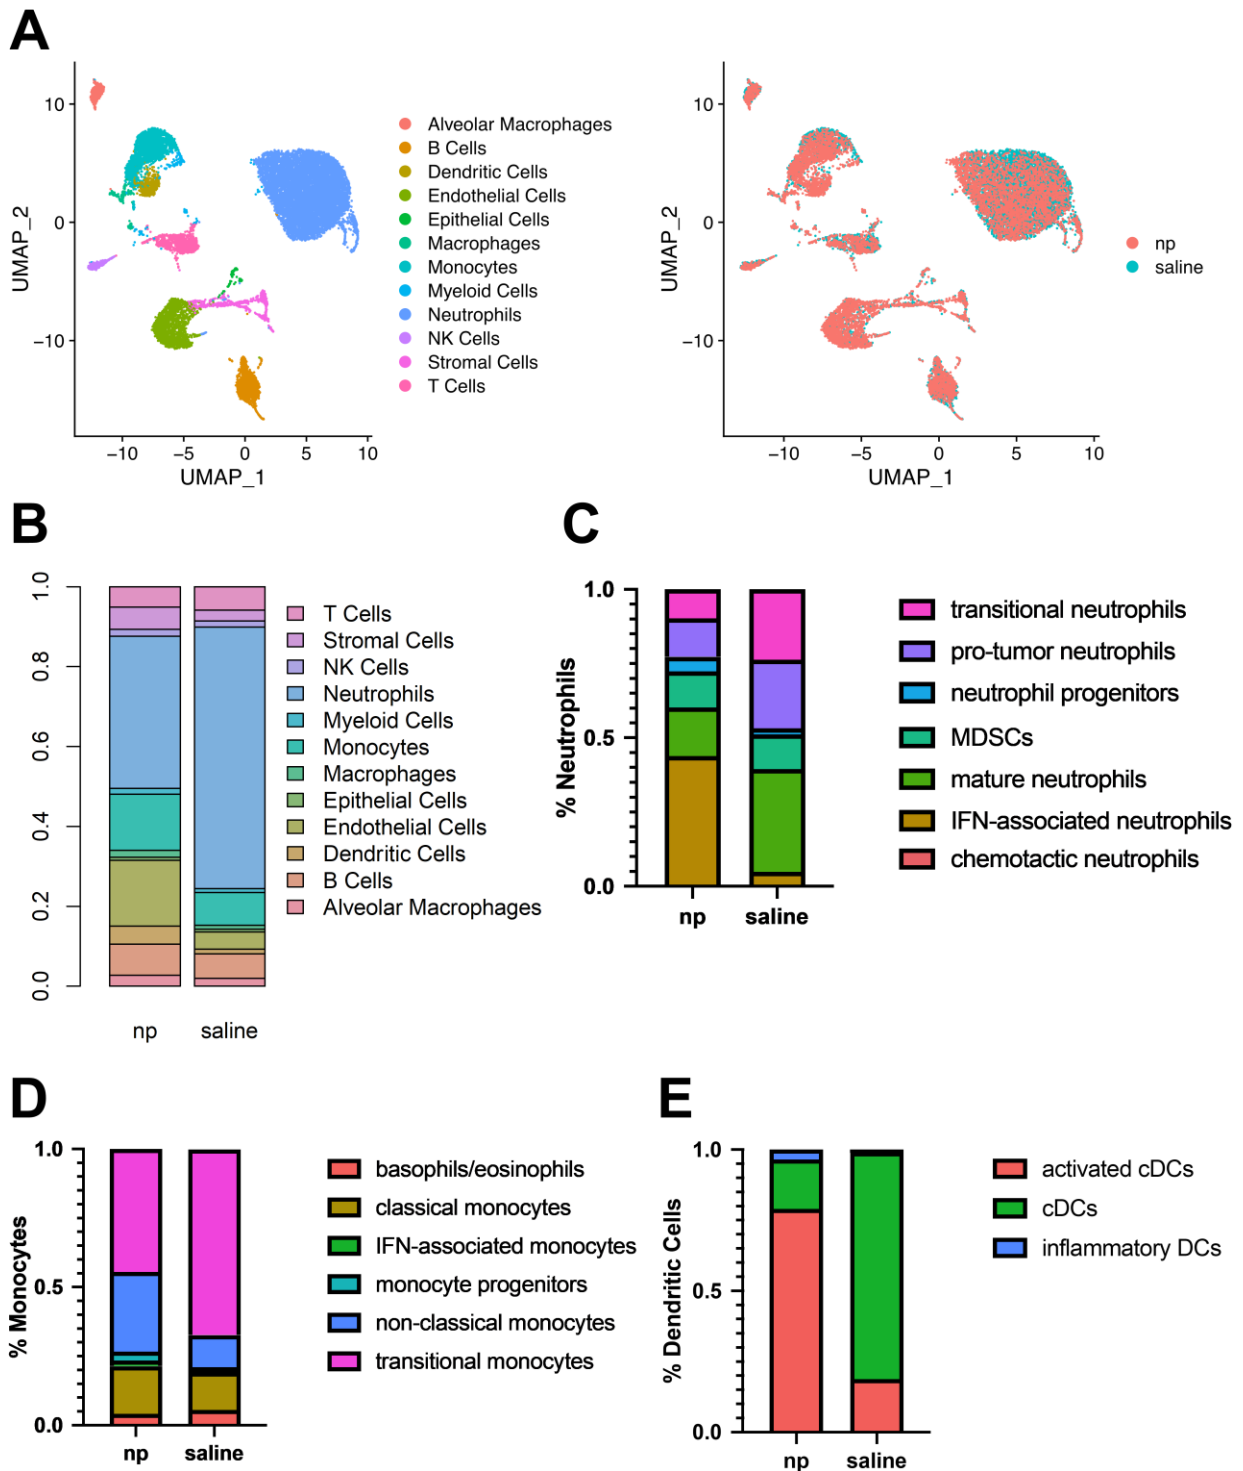 A
10
0
−10
UMAP_2
−10
−5
0
5
10
UMAP_1
Alveolar Macrophages
B Cells
Dendritic Cells
Endothelial Cells
Epithelial Cells
Macrophages
Monocytes
Myeloid Cells
Neutrophils
NK Cells
Stromal Cells
T Cells
10
0
−10
UMAP_2
−10
−5
0
5
10
UMAP_1
np
saline
B
1.0
0.8
0.6
0.4
0.2
0.0
np
saline
T Cells
Stromal Cells
NK Cells
Neutrophils
Myeloid Cells
Monocytes
Macrophages
Epithelial Cells
Endothelial Cells
Dendritic Cells
B Cells
Alveolar Macrophages
C
% Neutrophils
1.0
0.5
0.0
np
saline
transitional neutrophils
pro-tumor neutrophils
neutrophil progenitors
MDSCs
mature neutrophils
IFN-associated neutrophils
chemotactic neutrophils
D
% Monocytes
1.0
0.5
0.0
np
saline
basophils/eosinophils
classical monocytes
IFN-associated monocytes
monocyte progenitors
non-classical monocytes
transitional monocytes
E
% Dendritic Cells
1.0
0.5
0.0
np
saline
activated cDCs
cDCs
inflammatory DCs